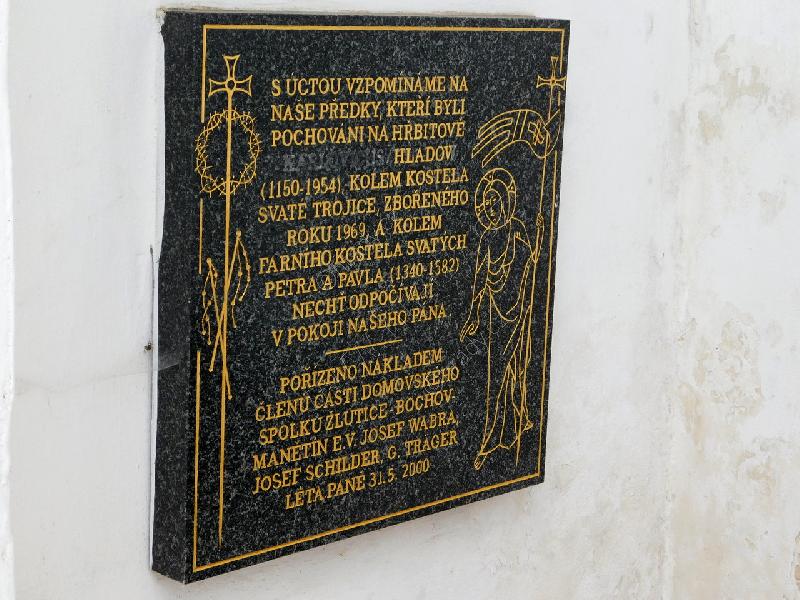 S ÚCTOU VZPOMÍNÁME NA
NAŠE PŘEDKY, KTEŘÍ BYLI
POCHOVÁNI NA HŘBITOVĚ
HLADOV
(1150-1954), KOLEM KOSTELA
SVATÉ TROJICE, ZBOŘENÉHO
ROKU 1969, A KOLEM
FARNÍHO KOSTELA SVATÝCH
PETRA A PAVLA (1340-1582)
NECHŤ ODPOČÍVAJÍ
V POKOJI NAŠEHO PÁNA
POŘÍZENO NÁKLADEM
ČLENŮ ČÁSTI DOMOVSKÉHO
SPOLKU ŽLUTICE-BOCHOV-
MANĚTÍN E.V. JOSEF WABRA,
JOSEF SCHILDER, G. TRÄGER
LÉTA PÁNĚ 31.5. 2000